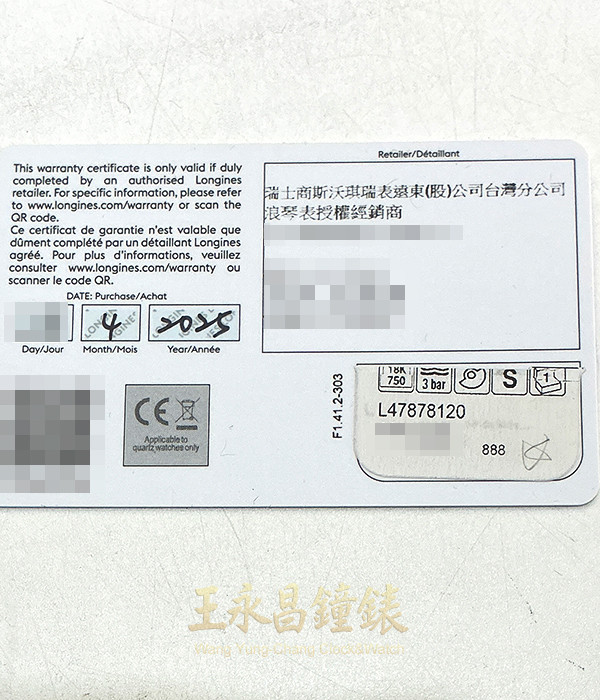 This warranty certificate is only valid if duly
completed by an authorised Longines
retailer. For specific information, please refer
to www.longines.com/warranty or scan the
QR code.
Ce certificat de garantie n'est valable que
dûment complété par un détaillant Longines
agréé. Pour plus d'informations, veuillez
consulter www.longines.com/warranty ou
scanner le code QR.
DATE: Purchase/Achat
4 2025
Day/Jour Month/Mois Year/Année
Retailer/Détaillant
瑞士商斯沃琪瑞表遠東(股)公司台灣分公司
浪琴表授權經銷商
CE
Applicable to
quartz watches only
F1.41.2-303
18K
750
3 bar
S
1
L47878120
888
王永昌鐘錶
Wang Yung Chang Clock&Watch